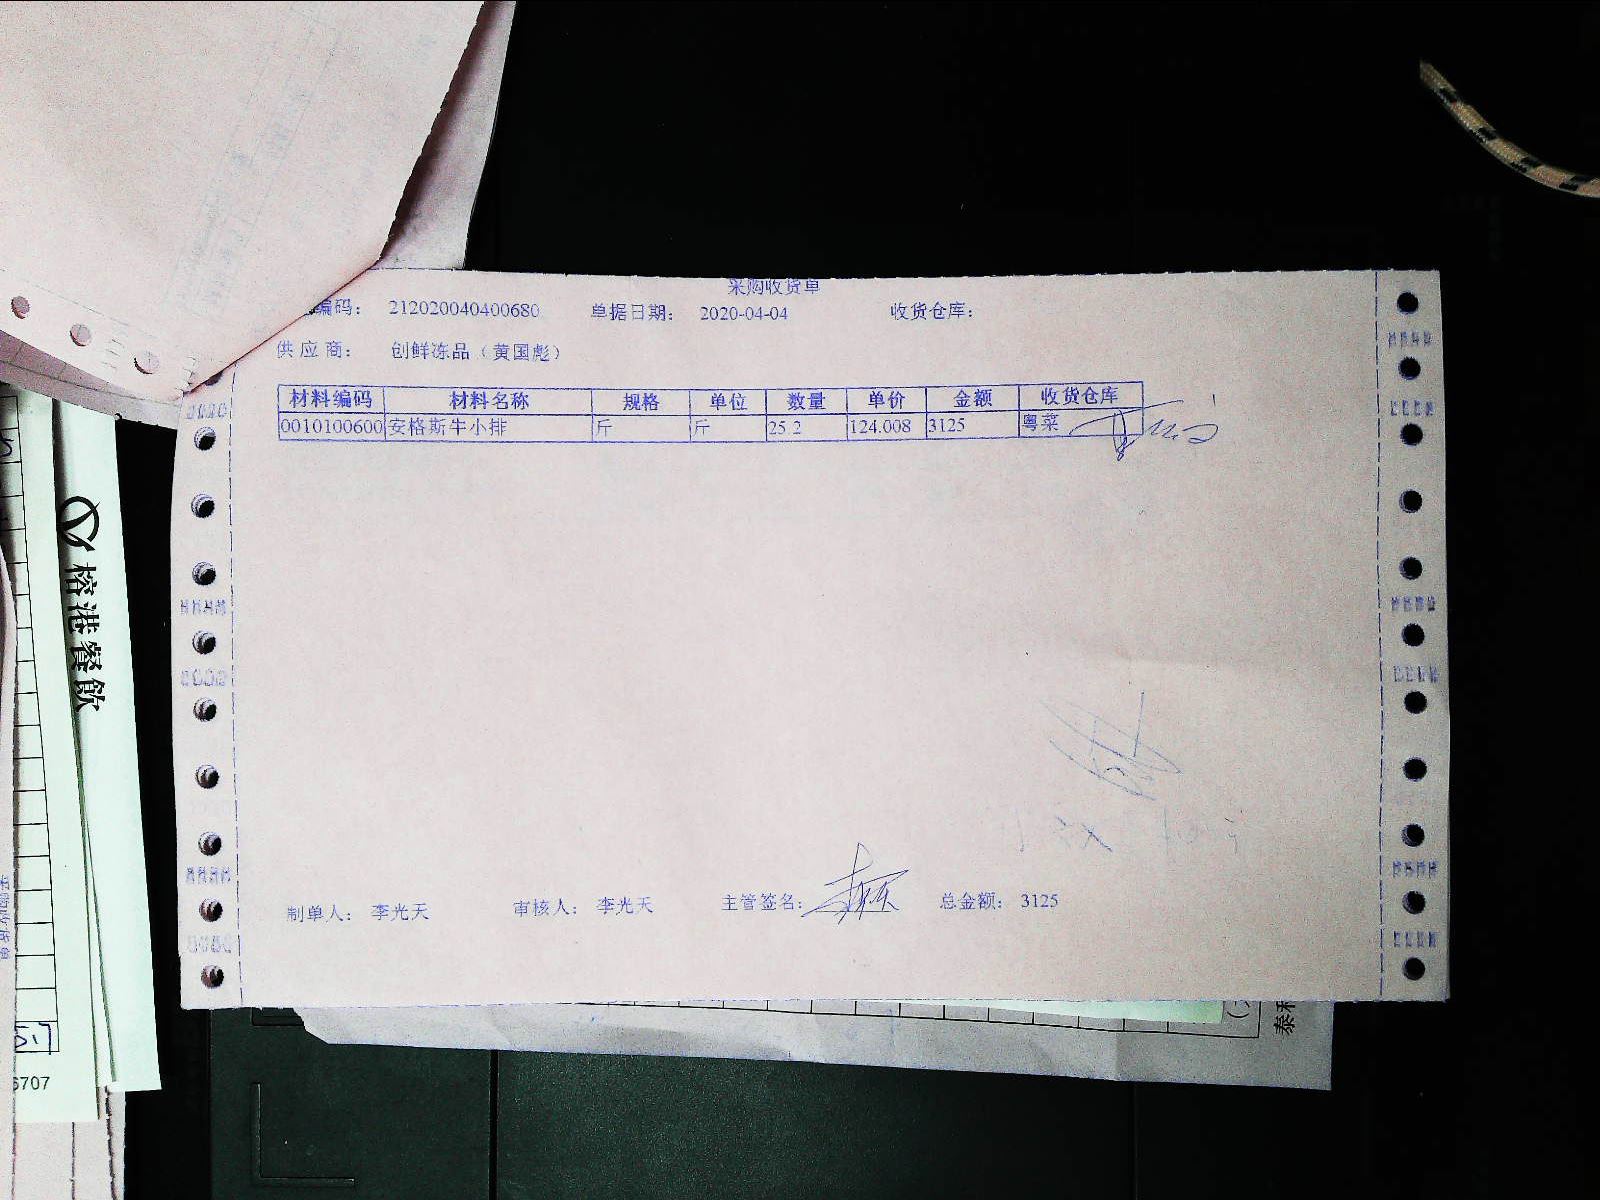 采购收货单
编码： 212020040400680 单据日期： 2020-04-04 收货仓库：
供应商： 创鲜冻品（黄国彪）
材料编码 材料名称 规格 单位 数量 单价 金额 收货仓库
0010100600 安格斯牛小排 斤 斤 25.2 124.008 3125 粤菜
制单人： 李光天 审核人： 李光天 主管签名： 总金额： 3125
榕港餐飲
6707